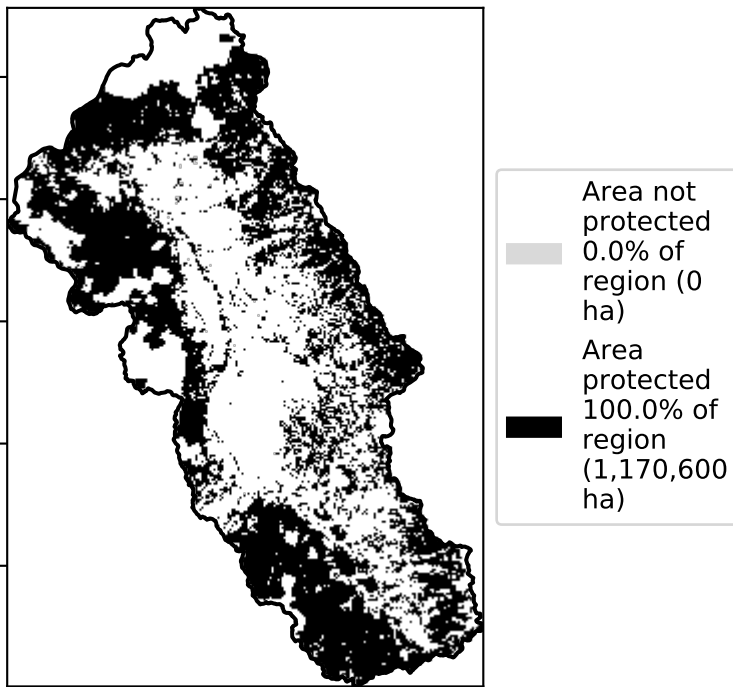 Area not
protected
0.0% of
region (0
ha)
Area
protected
100.0% of
region
(1,170,600
ha)